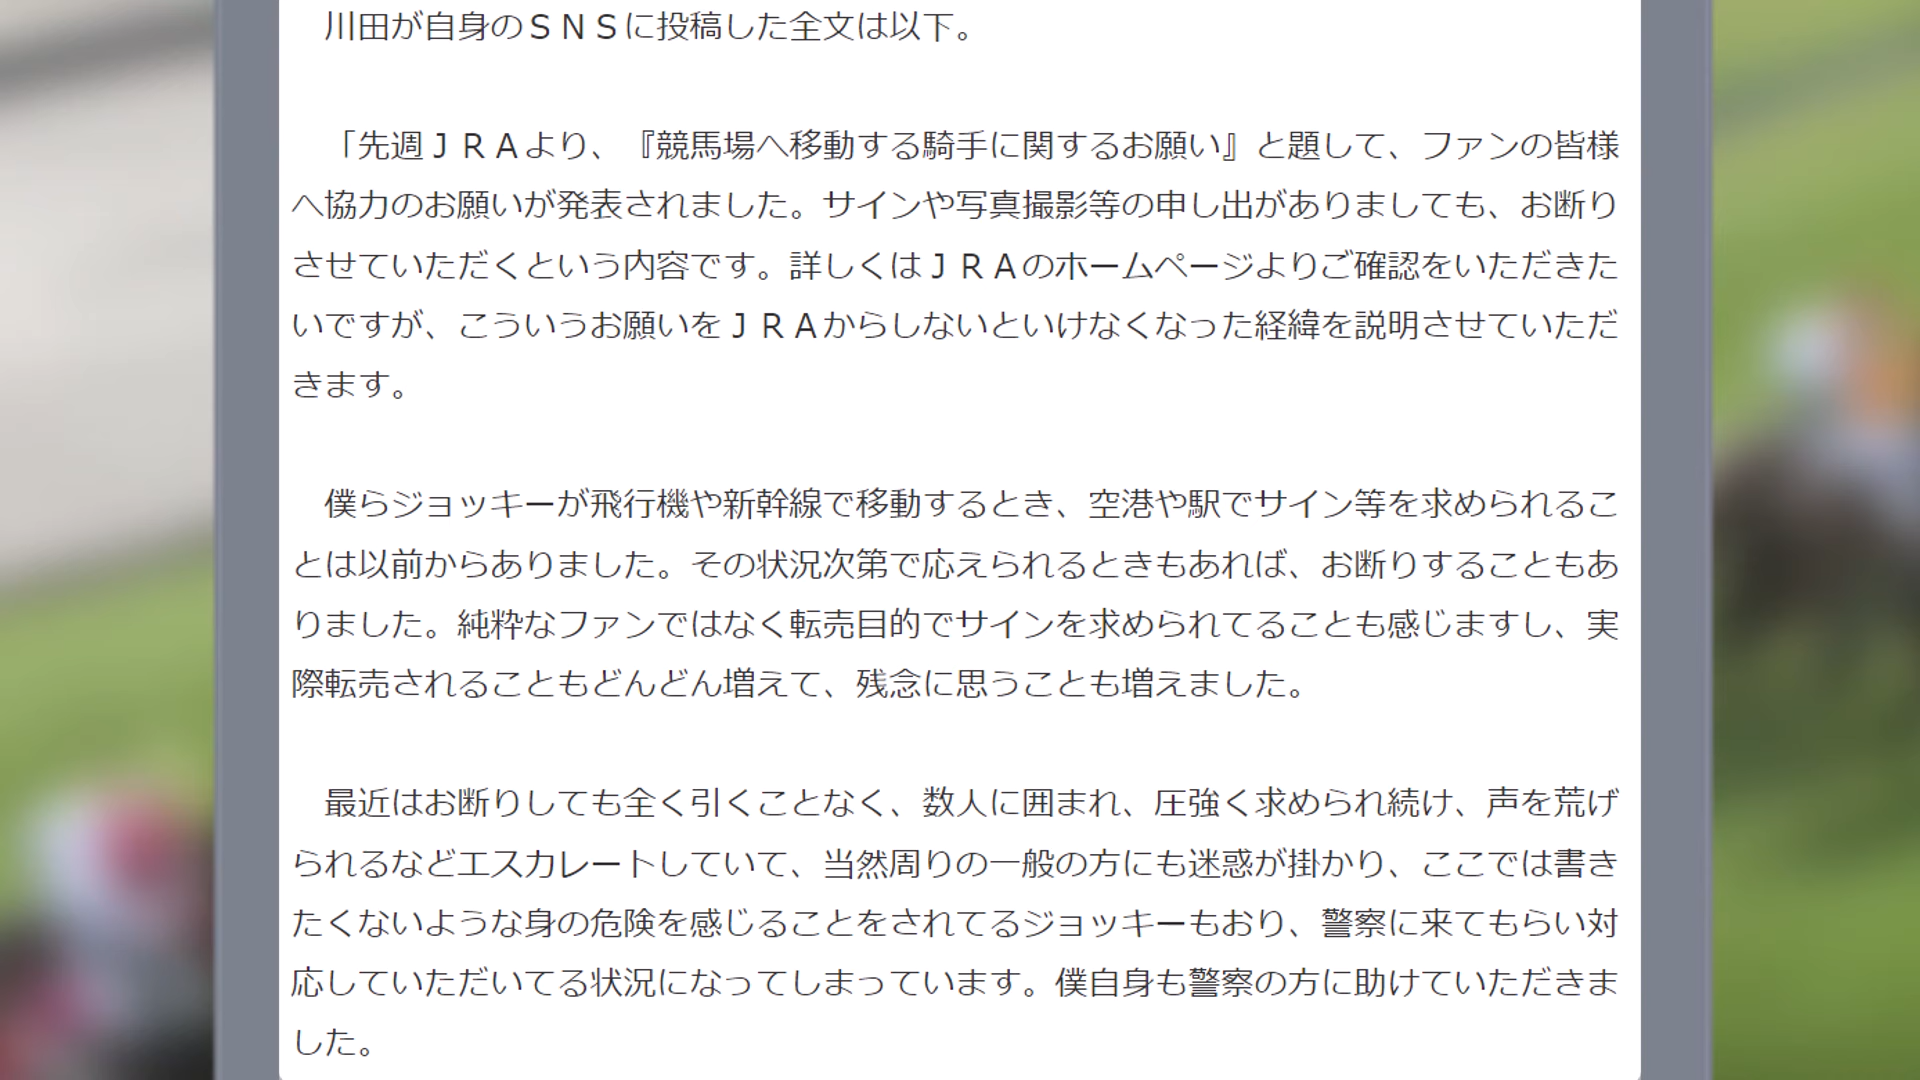 川田が自身のＳＮＳに投稿した全文は以下。
「先週ＪＲＡより、『競馬場へ移動する騎手に関するお願い』と題して、ファンの皆様
へ協力のお願いが発表されました。サインや写真撮影等の申し出がありましても、お断り
させていただくという内容です。詳しくはＪＲＡのホームページよりご確認をいただきた
いですが、こういうお願いをＪＲＡからしないといけなくなった経緯を説明させていただ
きます。
僕らジョッキーが飛行機や新幹線で移動するとき、空港や駅でサイン等を求められるこ
とは以前からありました。その状況次第で応えられるときもあれば、お断りすることもあ
りました。純粋なファンではなく転売目的でサインを求められてることも感じますし、実
際転売されることもどんどん増えて、残念に思うことも増えました。
最近はお断りしても全く引くことなく、数人に囲まれ、圧強く求められ続け、声を荒げ
られるなどエスカレートしていて、当然周りの一般の方にも迷惑が掛かり、ここでは書き
たくないような身の危険を感じることをされてるジョッキーもおり、警察に来てもらい対
応していただいてる状況になってしまっています。僕自身も警察の方に助けていただきま
した。